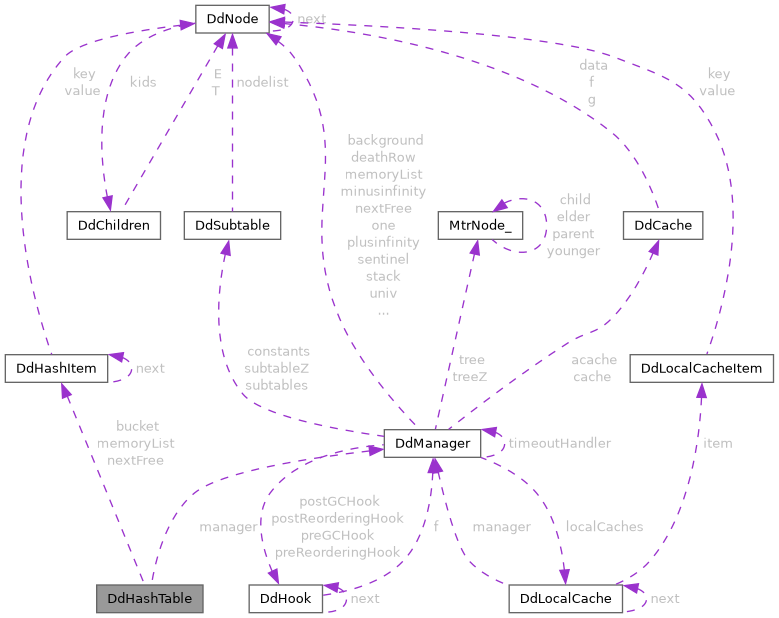 DdNode
next
key
value
kids
E
T
nodelist
data
f
g
key
value
background
deathRow
memoryList
minusinfinity
nextFree
one
plusinfinity
sentinel
stack
univ
...
DdChildren
DdSubtable
MtrNode_
child
elder
parent
younger
DdCache
constants
subtableZ
subtables
tree
treeZ
acache
cache
DdHashItem
next
DdLocalCacheItem
bucket
memoryList
nextFree
DdManager
timeoutHandler
item
manager
postGCHook
postReorderingHook
preGCHook
preReorderingHook
f
manager
localCaches
DdHashTable
DdHook
next
DdLocalCache
next